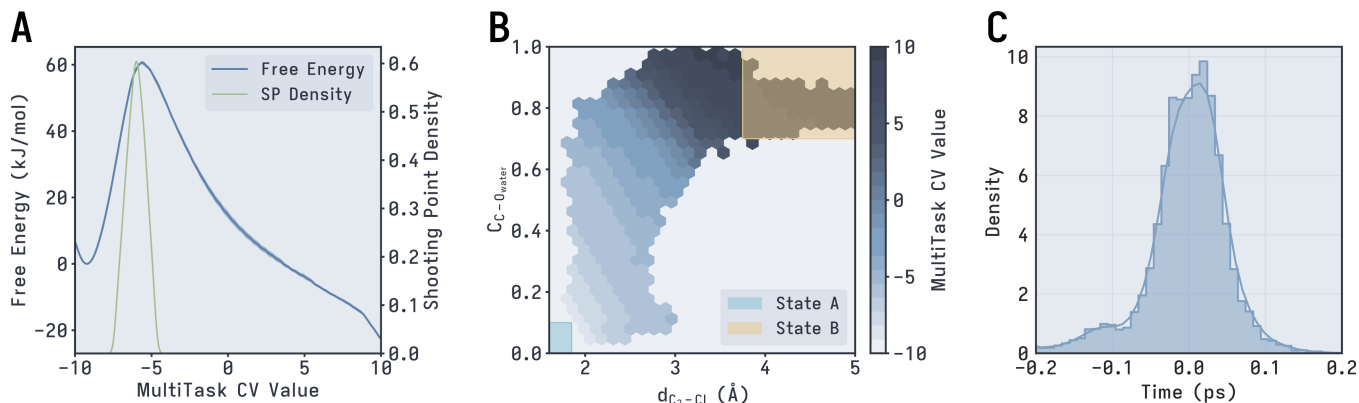 A
Free Energy (kJ/mol)
60
40
20
0
−20
Free Energy
SP Density
0.6
0.5
0.4
0.3
0.2
0.1
0.0
Shooting Point Density
−10 −5 0 5 10
MultiTask CV Value
B
C_C−O_water
1.0
0.8
0.6
0.4
0.2
0.0
State A
State B
2 3 4 5
d_C₂−Cl (Å)
10
5
0
−5
−10
MultiTask CV Value
C
Density
10
8
6
4
2
0
−0.2 −0.1 0.0 0.1 0.2
Time (ps)